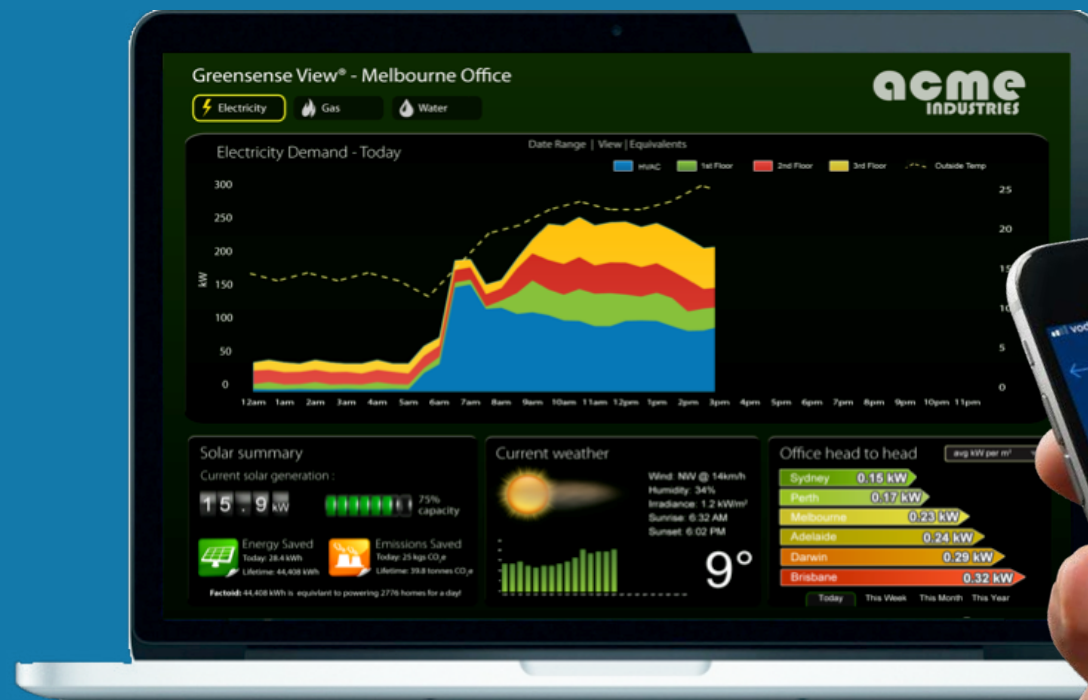 Greensense View® - Melbourne Office
acme
INDUSTRIES
Electricity
Gas
Water
Electricity Demand - Today
Date Range | View | Equivalents
HVAC
1st Floor
2nd Floor
3rd Floor
Outside Temp
300
250
200
150
100
50
0
kW
25
20
15
10
5
0
12am 1am 2am 3am 4am 5am 6am 7am 8am 9am 10am 11am 12pm 1pm 2pm 3pm 4pm 5pm 6pm 7pm 8pm 9pm 10pm 11pm
Solar summary
Current solar generation :
15.9 kW
75%
capacity
Energy Saved
Today: 28.4 kWh
Lifetime: 44,408 kWh
Emissions Saved
Today: 25 kgs CO₂e
Lifetime: 39.8 tonnes CO₂e
Factoid: 44,408 kWh is equivlant to powering 2776 homes for a day!
Current weather
Wind: NW @ 14km/h
Humidity: 34%
Irradiance: 1.2 kW/m²
Sunrise: 6:32 AM
Sunset: 6:02 PM
9°
Office head to head
avg kW per m²
Sydney 0.15 kW
Perth 0.17 kW
Melbourne 0.23 kW
Adelaide 0.24 kW
Darwin 0.29 kW
Brisbane 0.32 kW
Today This Week This Month This Year